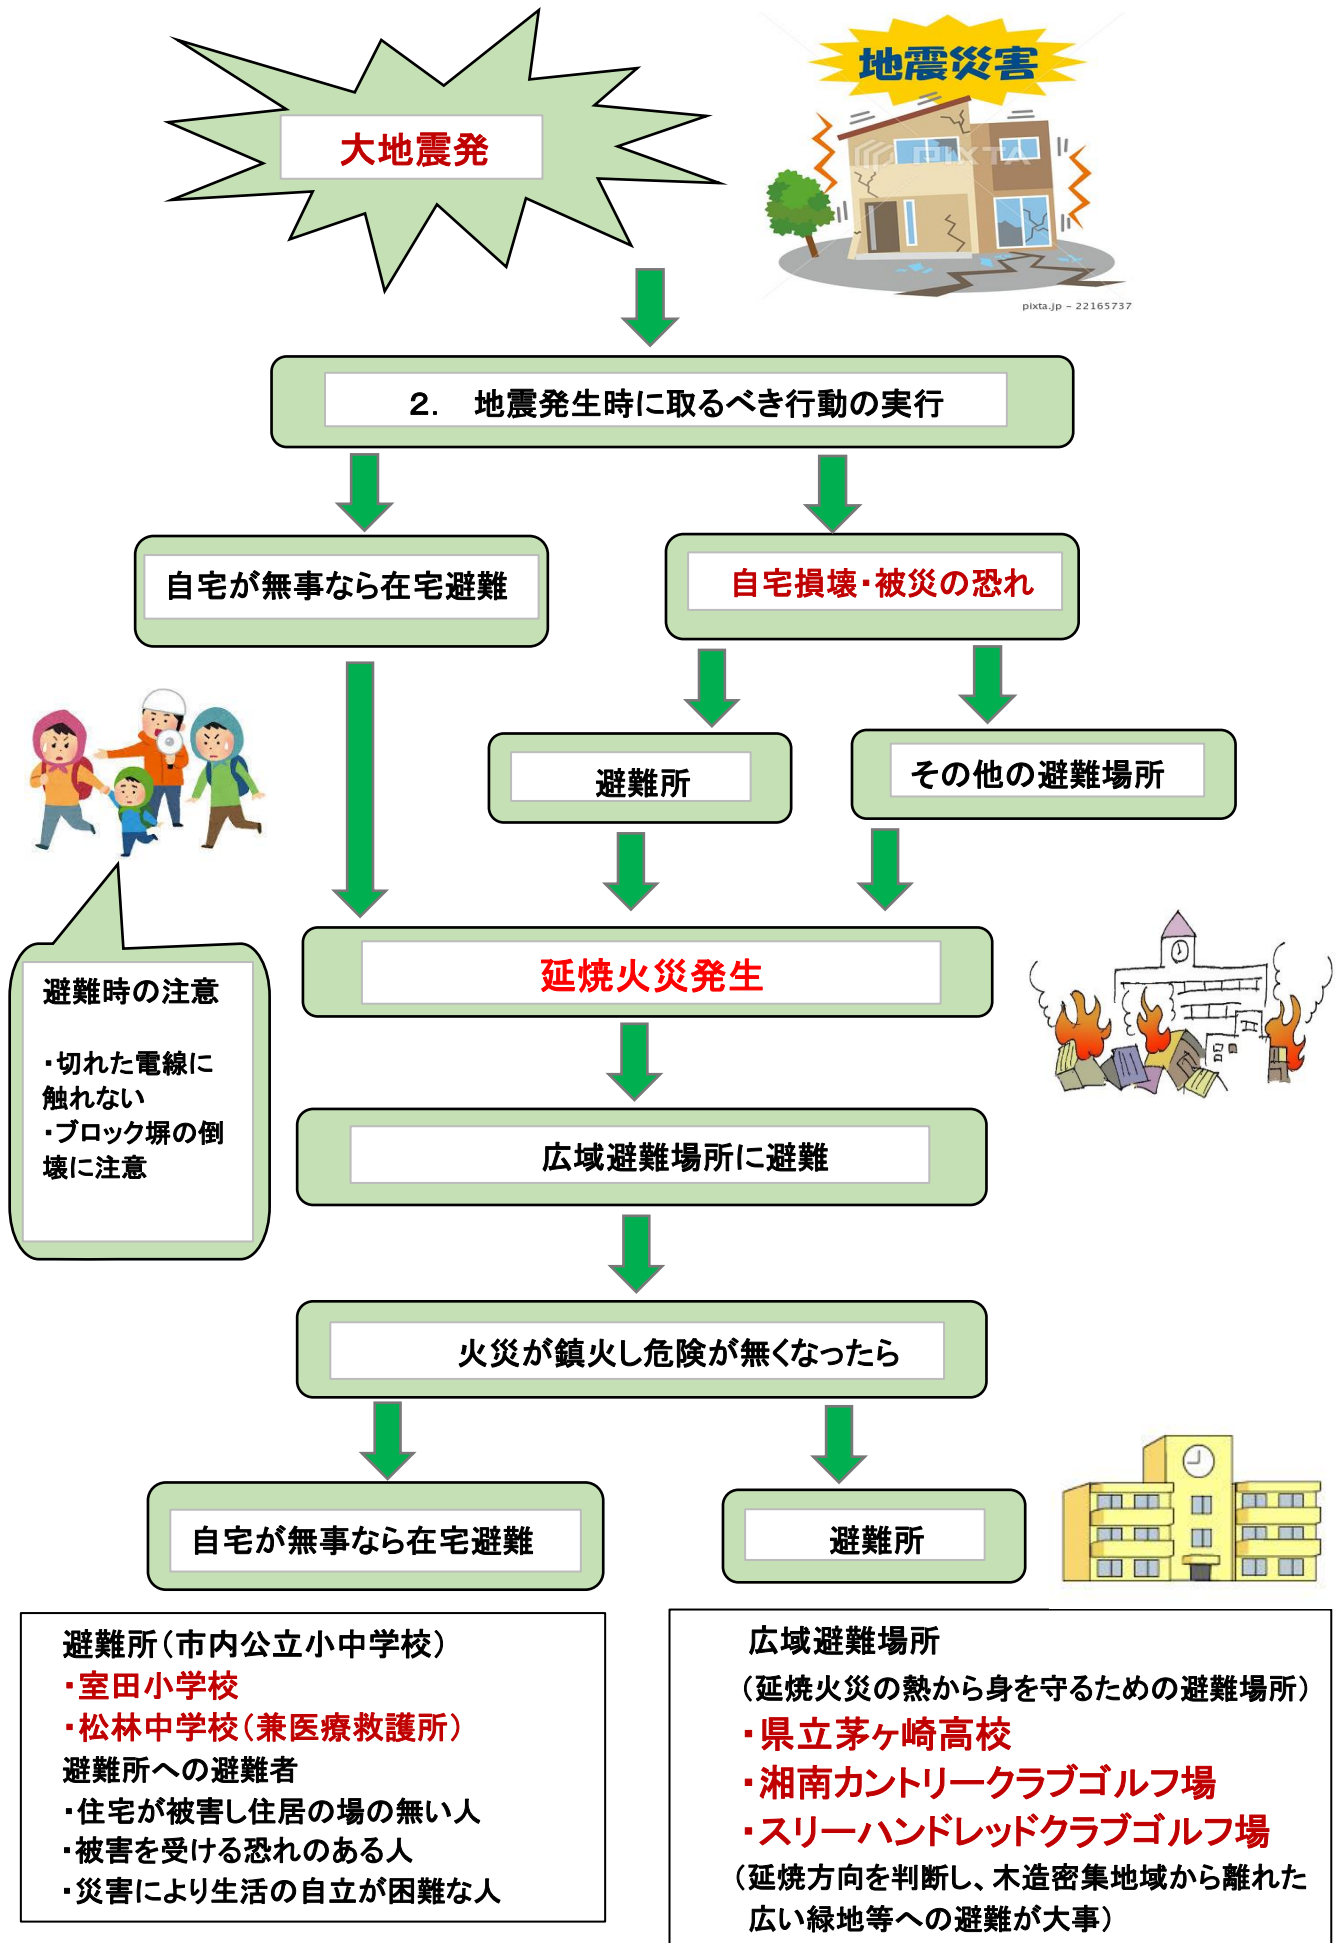 地震災害
大地震発
PIXTA
pixta.jp - 22165737
2.　地震発生時に取るべき行動の実行
自宅が無事なら在宅避難
自宅損壊・被災の恐れ
避難所
その他の避難場所
延焼火災発生
避難時の注意
・切れた電線に
触れない
・ブロック塀の倒
壊に注意
広域避難場所に避難
火災が鎮火し危険が無くなったら
自宅が無事なら在宅避難
避難所
避難所（市内公立小中学校）
・室田小学校
・松林中学校（兼医療救護所）
避難所への避難者
・住宅が被害し住居の場の無い人
・被害を受ける恐れのある人
・災害により生活の自立が困難な人
広域避難場所
（延焼火災の熱から身を守るための避難場所）
・県立茅ヶ崎高校
・湘南カントリークラブゴルフ場
・スリーハンドレッドクラブゴルフ場
（延焼方向を判断し、木造密集地域から離れた
広い緑地等への避難が大事）